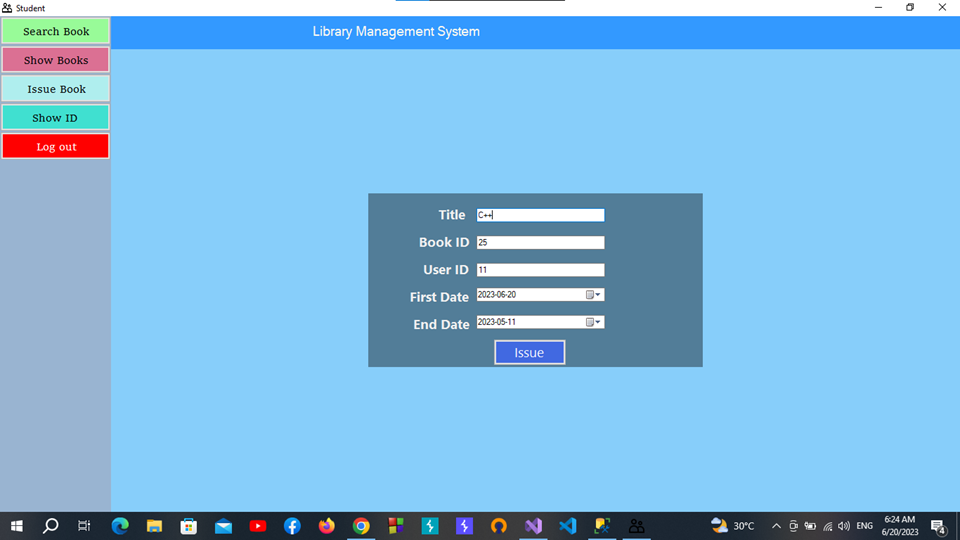 Student
Search Book
Show Books
Issue Book
Show ID
Log out
Library Management System
Title C++
Book ID 25
User ID 11
First Date 2023-06-20
End Date 2023-05-11
Issue
30°C
ENG
6:24 AM
6/20/2023
4